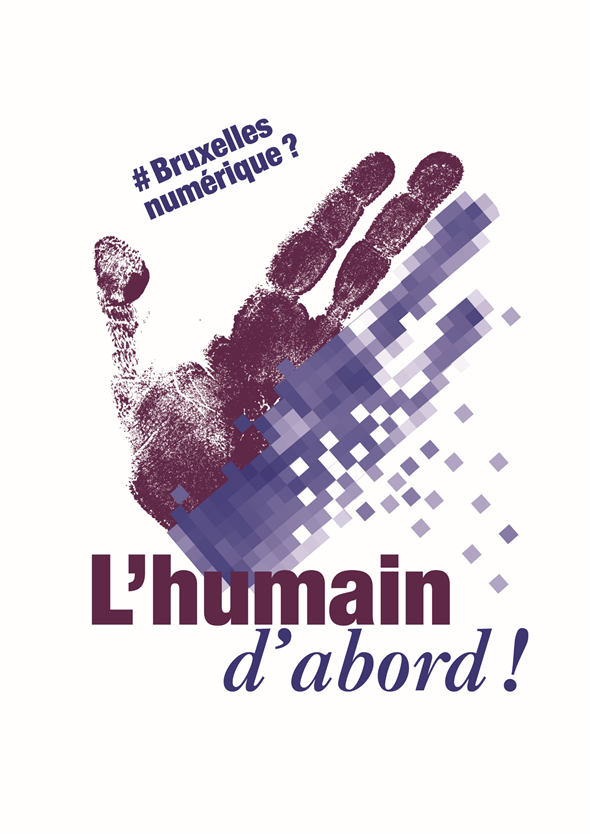 # Bruxelles
numérique ?
L'humain
d'abord !